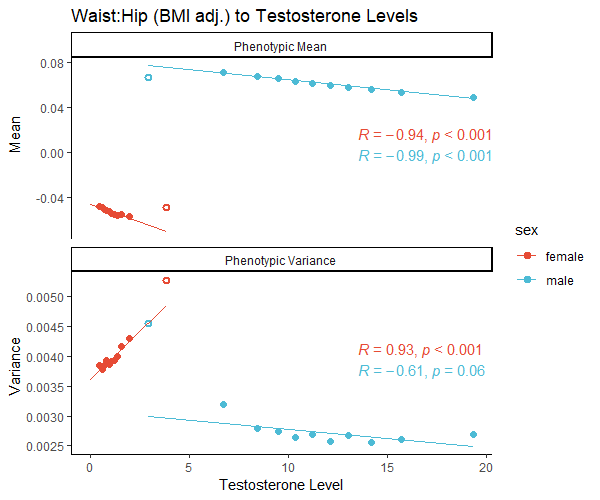 Waist:Hip (BMI adj.) to Testosterone Levels
Phenotypic Mean
0.08
0.04
0.00
-0.04
Mean
R = −0.94, p < 0.001
R = −0.99, p < 0.001
sex
female
male
Phenotypic Variance
0.0050
0.0045
0.0040
0.0035
0.0030
0.0025
Variance
R = 0.93, p < 0.001
R = −0.61, p = 0.06
0 5 10 15 20
Testosterone Level